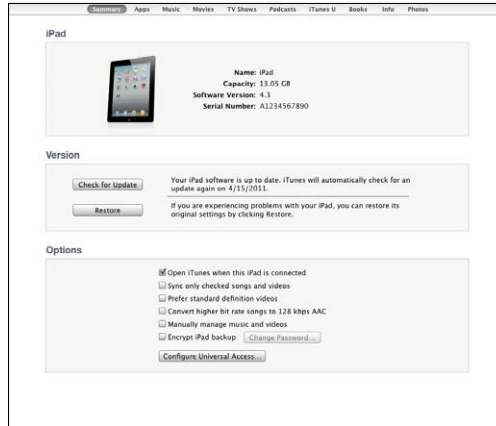 Summary Apps Music Movies TV Shows Podcasts iTunes U Books Info Photos
iPad
Name: iPad
Capacity: 13.05 GB
Software Version: 4.3
Serial Number: A1234567890
Version
Check for Update
Your iPad software is up to date. iTunes will automatically check for an
update again on 4/15/2011.
Restore
If you are experiencing problems with your iPad, you can restore its
original settings by clicking Restore.
Options
Open iTunes when this iPad is connected
Sync only checked songs and videos
Prefer standard definition videos
Convert higher bit rate songs to 128 kbps AAC
Manually manage music and videos
Encrypt iPad backup Change Password...
Configure Universal Access...